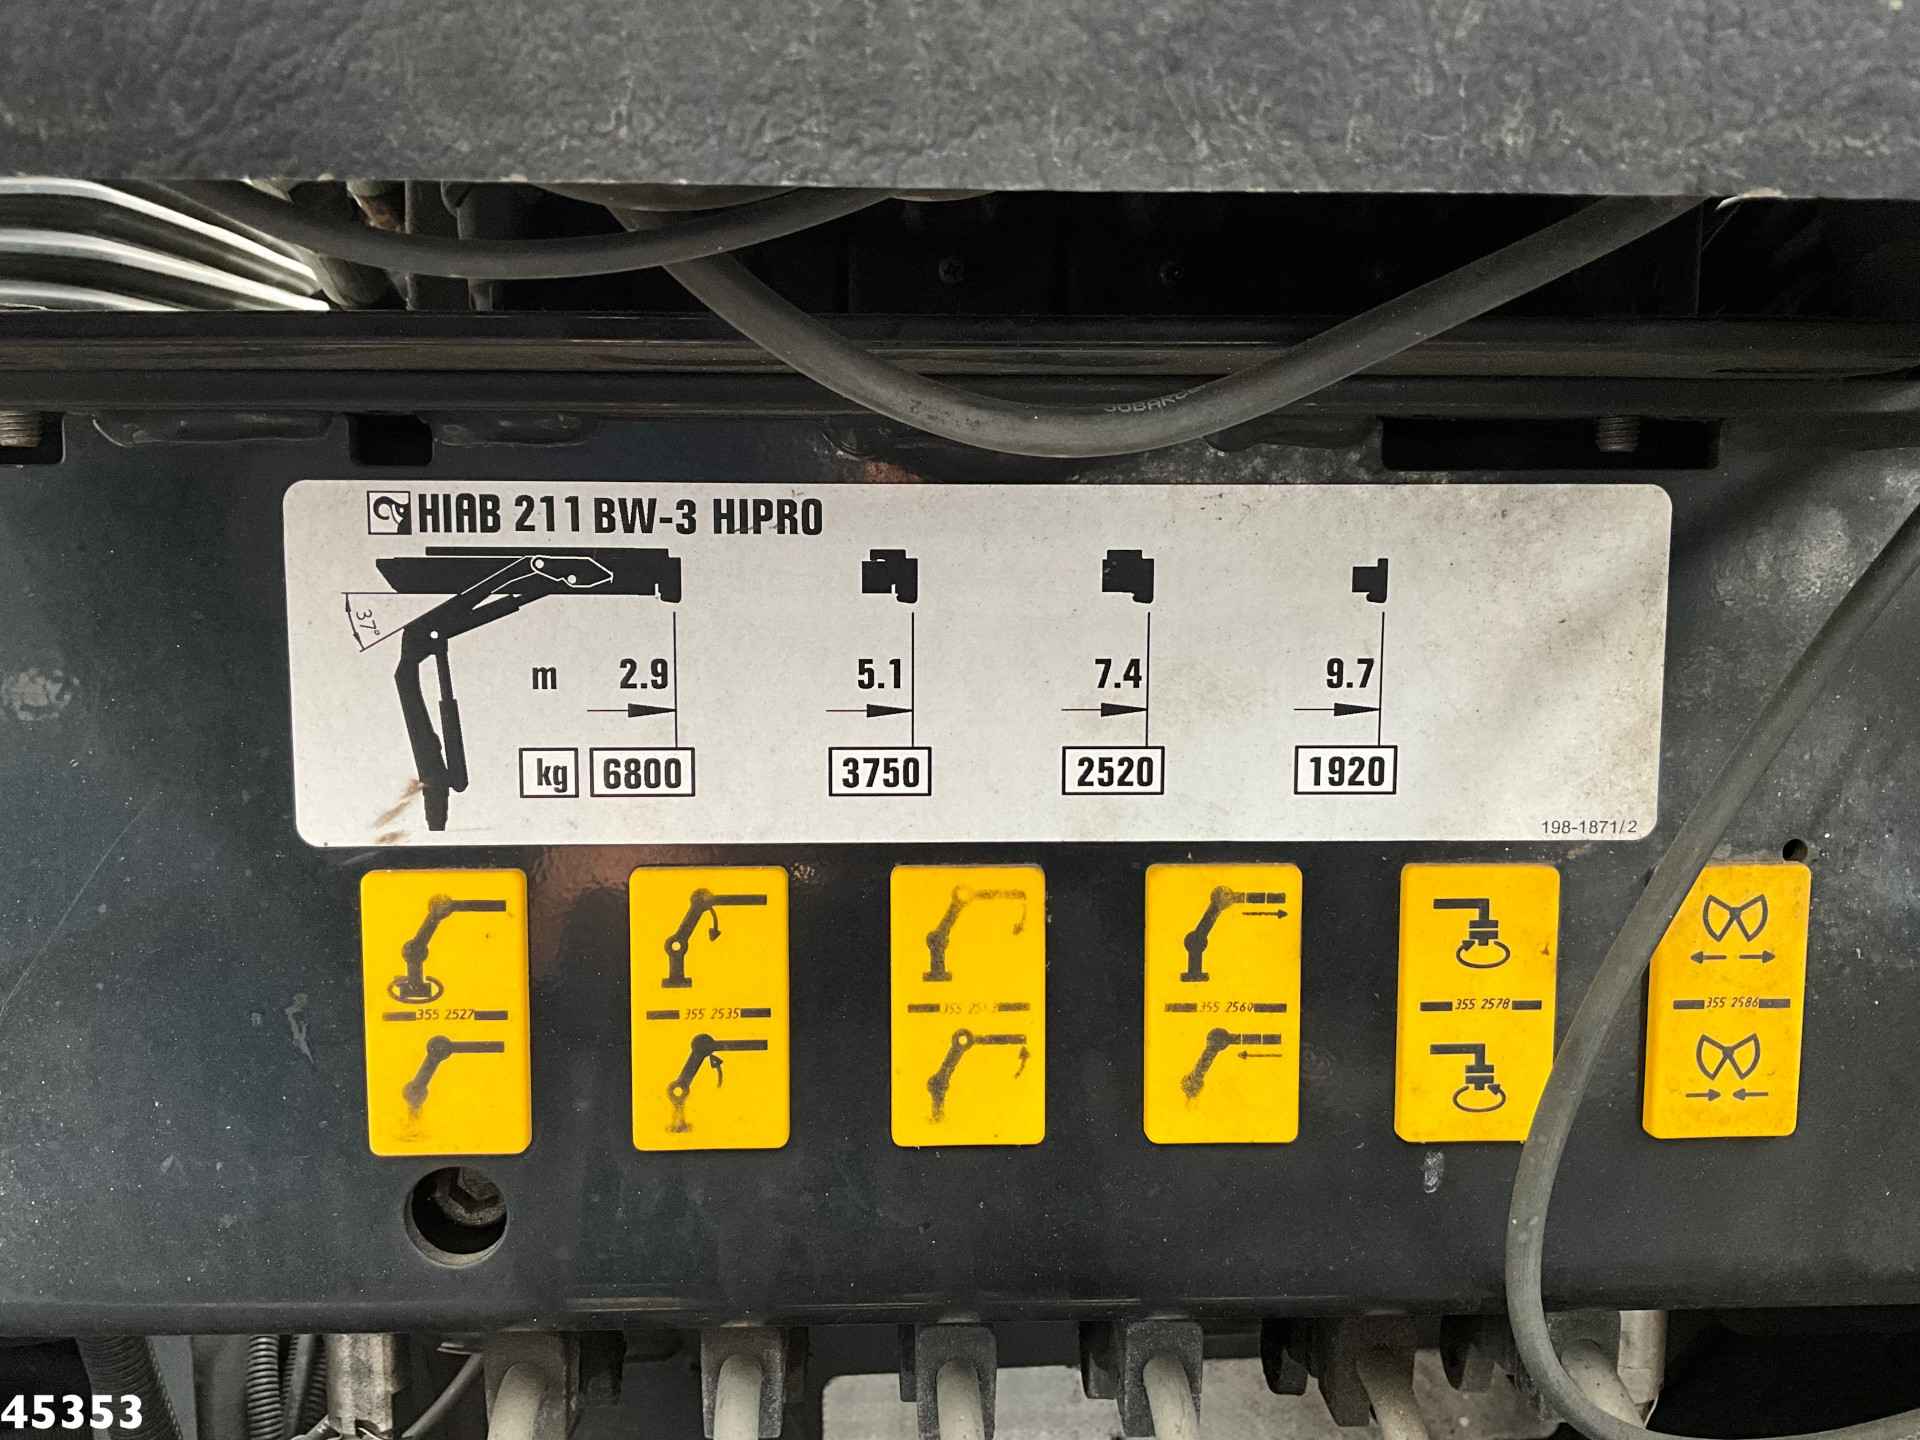 JUBAR
HIAB 211 BW-3 HIPRO
37°
m 2.9 5.1 7.4 9.7
kg 6800 3750 2520 1920
198-1871/2
355 2527 355 2535 355 2560 355 2578 355 2586
45353